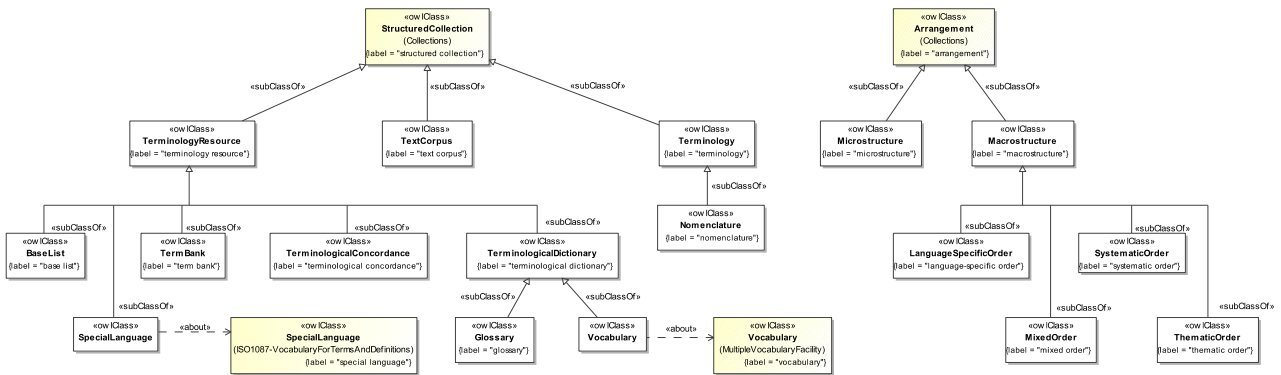 «owlClass»
StructuredCollection
(Collections)
{label = "structured collection"}
«owlClass»
Arrangement
(Collections)
{label = "arrangement"}
«subClassOf»
«subClassOf»
«subClassOf»
«subClassOf»
«subClassOf»
«owlClass»
TerminologyResource
{label = "terminology resource"}
«owlClass»
TextCorpus
{label = "text corpus"}
«owlClass»
Terminology
{label = "terminology"}
«owlClass»
Microstructure
{label = "microstructure"}
«owlClass»
Macrostructure
{label = "macrostructure"}
«subClassOf»
«owlClass»
Nomenclature
{label = "nomenclature"}
«subClassOf»
«subClassOf»
«subClassOf»
«subClassOf»
«subClassOf»
«subClassOf»
«owlClass»
BaseList
{label = "base list"}
«owlClass»
TermBank
{label = "term bank"}
«owlClass»
TerminologicalConcordance
{label = "terminological concordance"}
«owlClass»
TerminologicalDictionary
{label = "terminological dictionary"}
«owlClass»
LanguageSpecificOrder
{label = "language-specific order"}
«owlClass»
SystematicOrder
{label = "systematic order"}
«subClassOf»
«subClassOf»
«subClassOf»
«subClassOf»
«subClassOf»
«owlClass»
SpecialLanguage
«about»
«owlClass»
SpecialLanguage
(ISO1087-VocabularyForTermsAndDefinitions)
{label = "special language"}
«owlClass»
Glossary
{label = "glossary"}
«owlClass»
Vocabulary
«about»
«owlClass»
Vocabulary
(MultipleVocabularyFacility)
{label = "vocabulary"}
«owlClass»
MixedOrder
{label = "mixed order"}
«owlClass»
ThematicOrder
{label = "thematic order"}